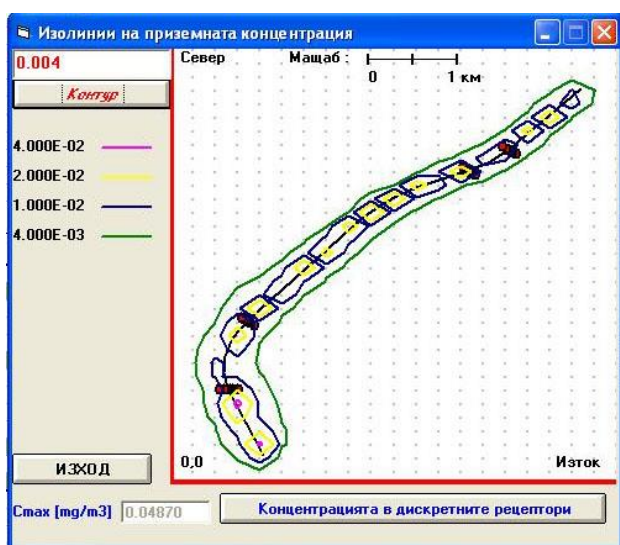 Изолинии на приземната концентрация
0.004
Контур
4.000E-02
2.000E-02
1.000E-02
4.000E-03
ИЗХОД
Север
Мащаб :
0 1 км
0,0
Изток
Cmax [mg/m3] 0.04870
Концентрацията в дискретните рецептори